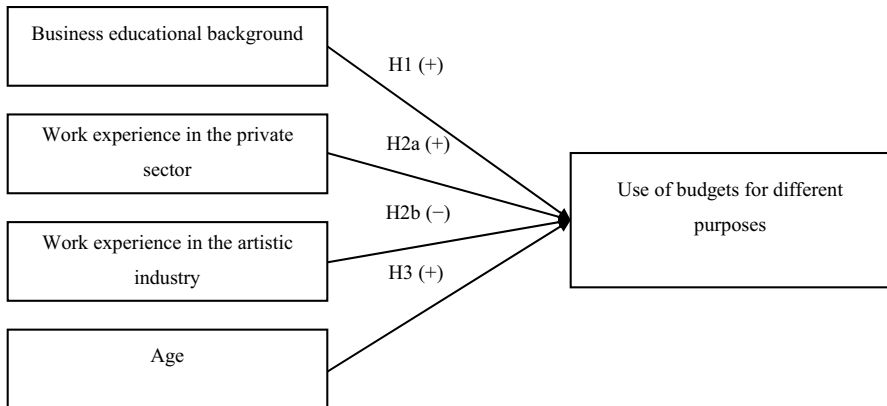 Business educational background
H1 (+)
Work experience in the private
sector
H2a (+)
Use of budgets for different
purposes
H2b (−)
Work experience in the artistic
industry
H3 (+)
Age